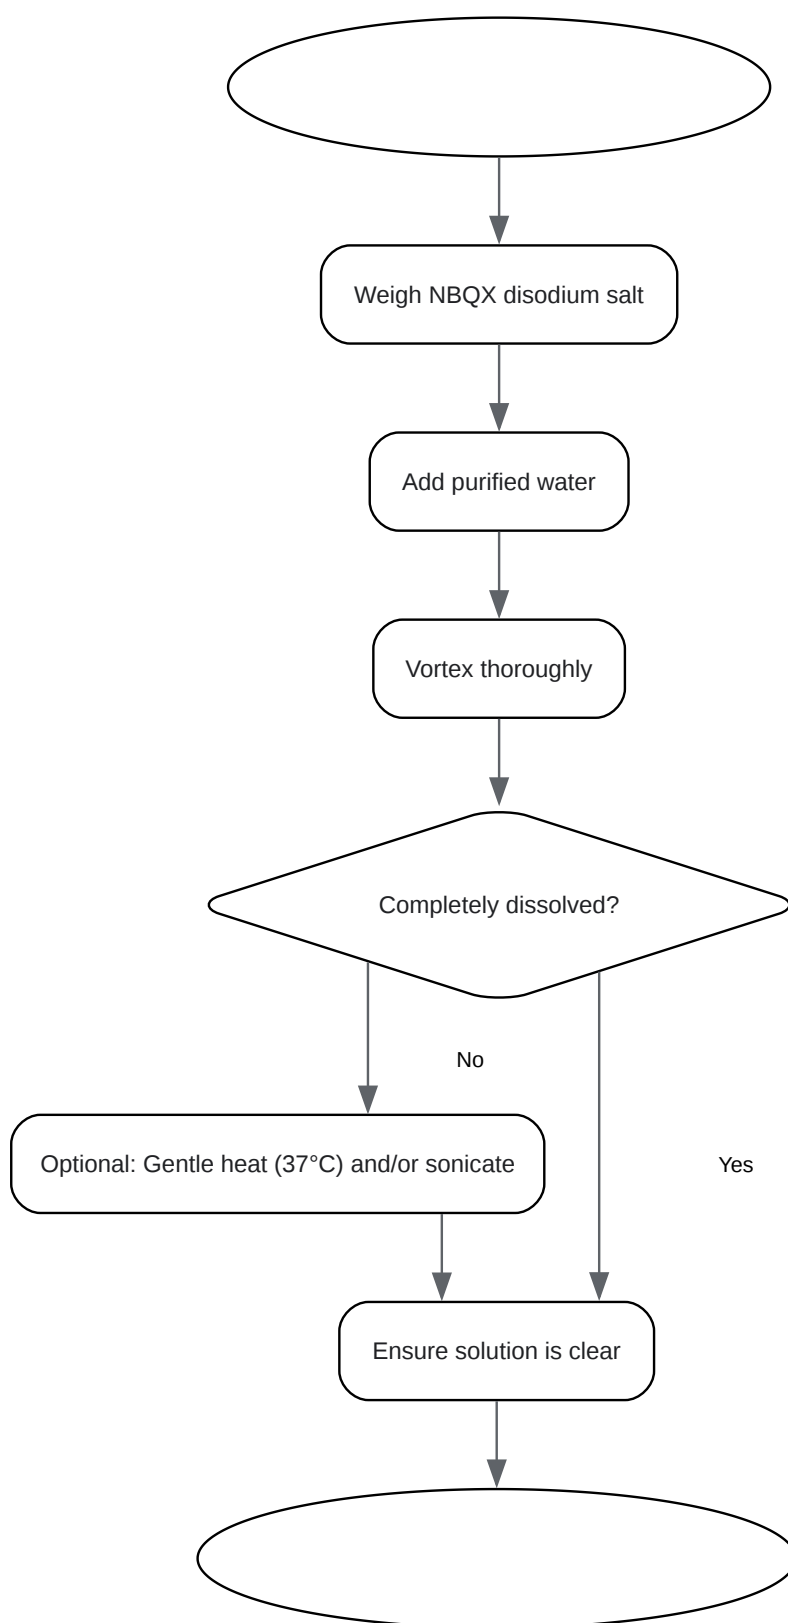 Weigh NBQX disodium salt
Add purified water
Vortex thoroughly
Completely dissolved?
No
Optional: Gentle heat (37°C) and/or sonicate
Yes
Ensure solution is clear